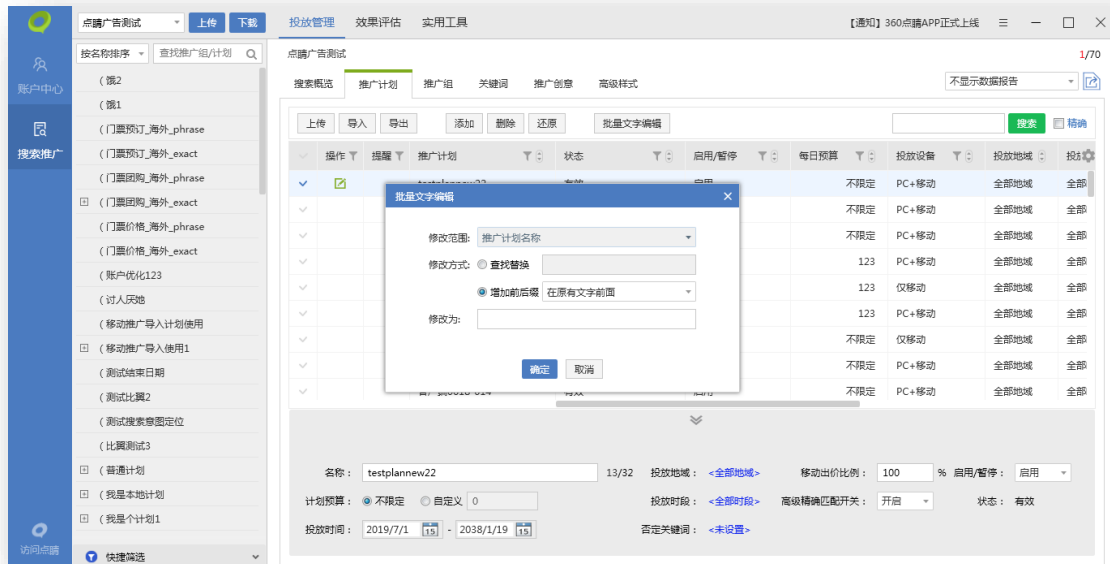 点睛广告测试 上传 下载 投放管理 效果评估 实用工具 【通知】360点睛APP正式上线
账户中心
搜索推广
访问点睛
按名称排序 查找推广组/计划
( 饿2
( 饿1
( 门票预订_海外_phrase
( 门票预订_海外_exact
( 门票团购_海外_phrase
( 门票团购_海外_exact
( 门票价格_海外_phrase
( 门票价格_海外_exact
( 账户优化123
( 讨人厌她
( 移动推广导入计划使用
( 移动推广导入使用1
( 测试结束日期
( 测试比翼2
( 测试搜索意图定位
( 比翼测试3
( 普通计划
( 我是本地计划
( 我是个计划1
快捷筛选
点睛广告测试 1/70
搜索概览 推广计划 推广组 关键词 推广创意 高级样式 不显示数据报告
上传 导入 导出 添加 删除 还原 批量文字编辑 搜索 精确
操作 提醒 推广计划 状态 启用/暂停 每日预算 投放设备 投放地域
testplannew22 有效 启用 不限定 PC+移动 全部地域 全部
不限定 PC+移动 全部地域 全部
不限定 PC+移动 全部地域 全部
123 PC+移动 全部地域 全部
123 仅移动 全部地域 全部
123 PC+移动 全部地域 全部
不限定 仅移动 全部地域 全部
不限定 PC+移动 全部地域 全部
有效 启用 不限定 PC+移动 全部地域 全部
批量文字编辑
修改范围: 推广计划名称
修改方式: 查找替换
增加前后缀 在原有文字前面
修改为:
确定 取消
名称： testplannew22 13/32 投放地域： <全部地域> 移动出价比例： 100 % 启用/暂停： 启用
计划预算： 不限定 自定义 0 投放时段： <全部时段> 高级精确匹配开关： 开启 状态： 有效
投放时间： 2019/7/1 15 - 2038/1/19 15 否定关键词： <未设置>